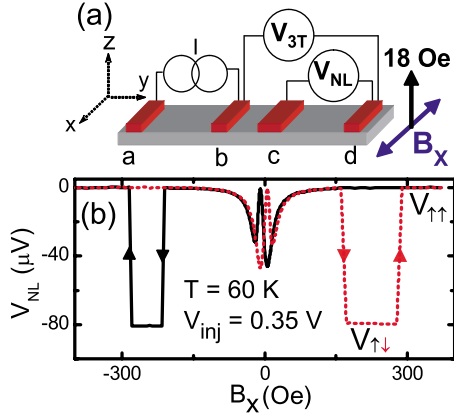 (a)
z
y
x
I
V3T
VNL
18 Oe
Bx
a b c d
(b)
0
-40
-80
VNL (μV)
V↑↑
T = 60 K
Vinj = 0.35 V
V↑↓
-300 0 300
Bx(Oe)